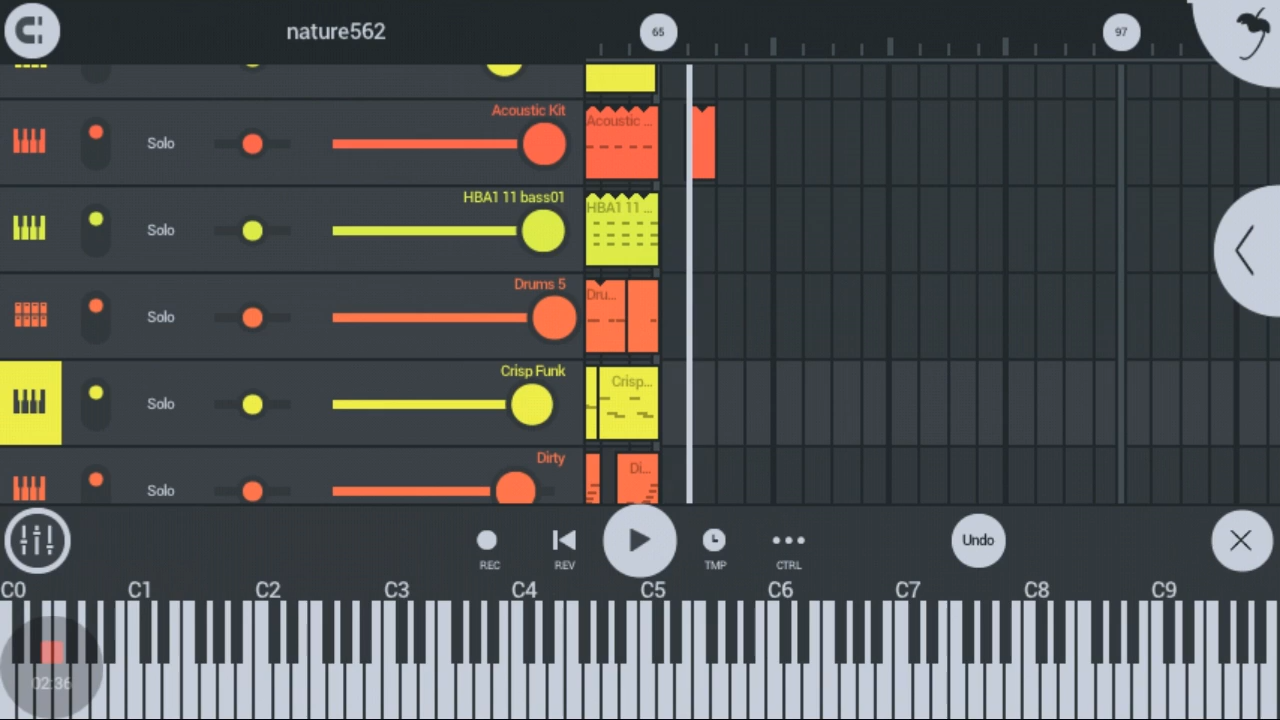 nature562
65
97
Acoustic Kit
Solo
Acoustic ...
HBA1 11 bass01
Solo
HBA1 11 ...
Drums 5
Solo
Dru...
Crisp Funk
Solo
Crisp...
Dirty
Solo
Di...
REC
REV
TMP
CTRL
Undo
C0 C1 C2 C3 C4 C5 C6 C7 C8 C9
02:36